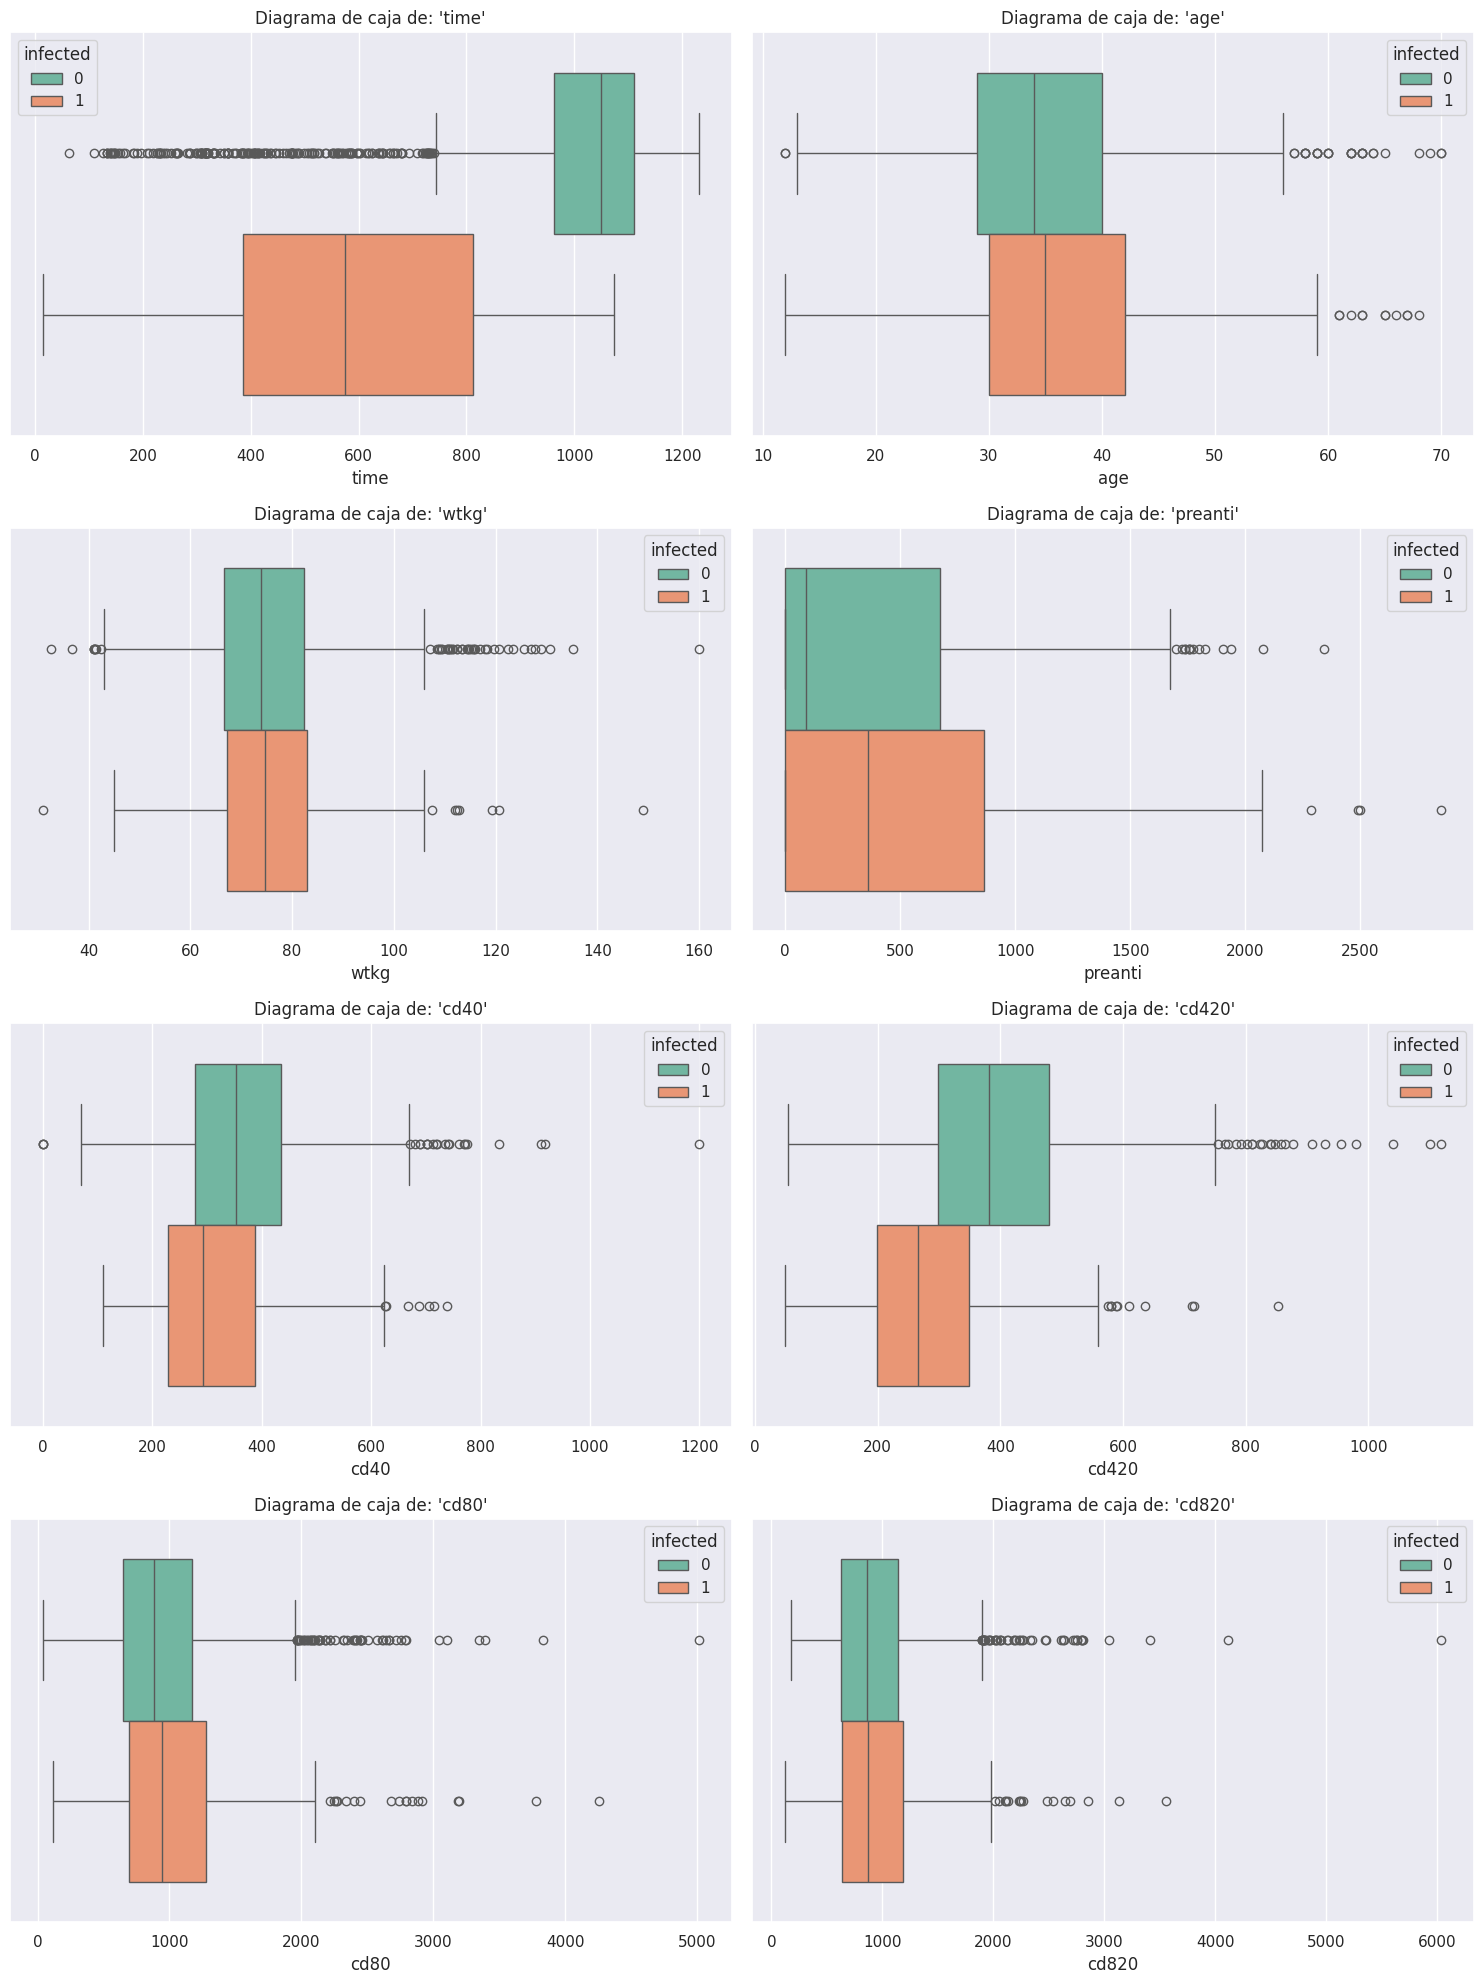 Diagrama de caja de: 'time'
infected
0
1
0 200 400 600 800 1000 1200
time
Diagrama de caja de: 'age'
infected
0
1
10 20 30 40 50 60 70
age
Diagrama de caja de: 'wtkg'
infected
0
1
40 60 80 100 120 140 160
wtkg
Diagrama de caja de: 'preanti'
infected
0
1
0 500 1000 1500 2000 2500
preanti
Diagrama de caja de: 'cd40'
infected
0
1
0 200 400 600 800 1000 1200
cd40
Diagrama de caja de: 'cd420'
infected
0
1
0 200 400 600 800 1000
cd420
Diagrama de caja de: 'cd80'
infected
0
1
0 1000 2000 3000 4000 5000
cd80
Diagrama de caja de: 'cd820'
infected
0
1
0 1000 2000 3000 4000 5000 6000
cd820